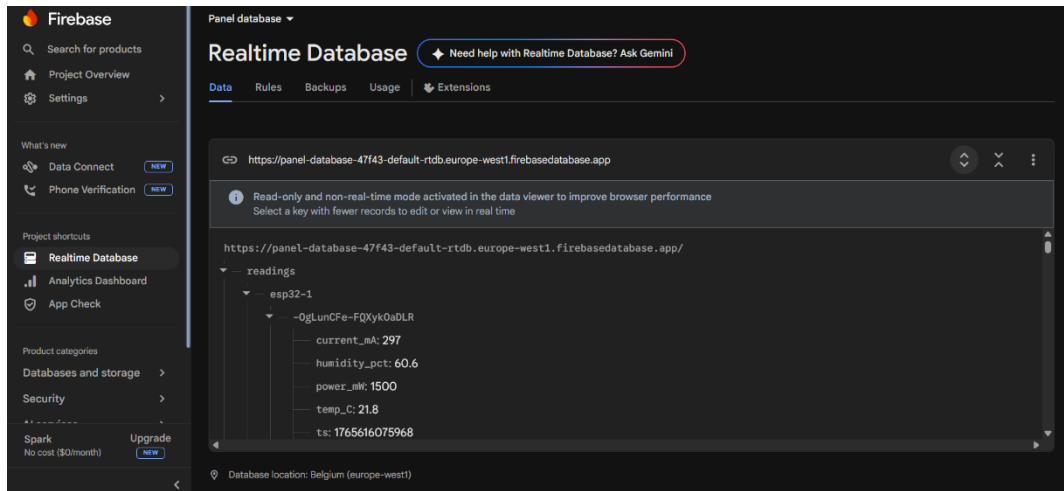 Firebase
Search for products
Project Overview
Settings
What's new
Data Connect NEW
Phone Verification NEW
Project shortcuts
Realtime Database
Analytics Dashboard
App Check
Product categories
Databases and storage
Security
Spark Upgrade
No cost ($0/month) NEW
Panel database
Realtime Database Need help with Realtime Database? Ask Gemini
Data Rules Backups Usage Extensions
https://panel-database-47f43-default-rtdb.europe-west1.firebasedatabase.app
Read-only and non-real-time mode activated in the data viewer to improve browser performance
Select a key with fewer records to edit or view in real time
https://panel-database-47f43-default-rtdb.europe-west1.firebasedatabase.app/
readings
esp32-1
-OgLunCFe-FQXykOaDLR
current_mA: 297
humidity_pct: 60.6
power_mW: 1500
temp_C: 21.8
ts: 1765616075968
Database location: Belgium (europe-west1)